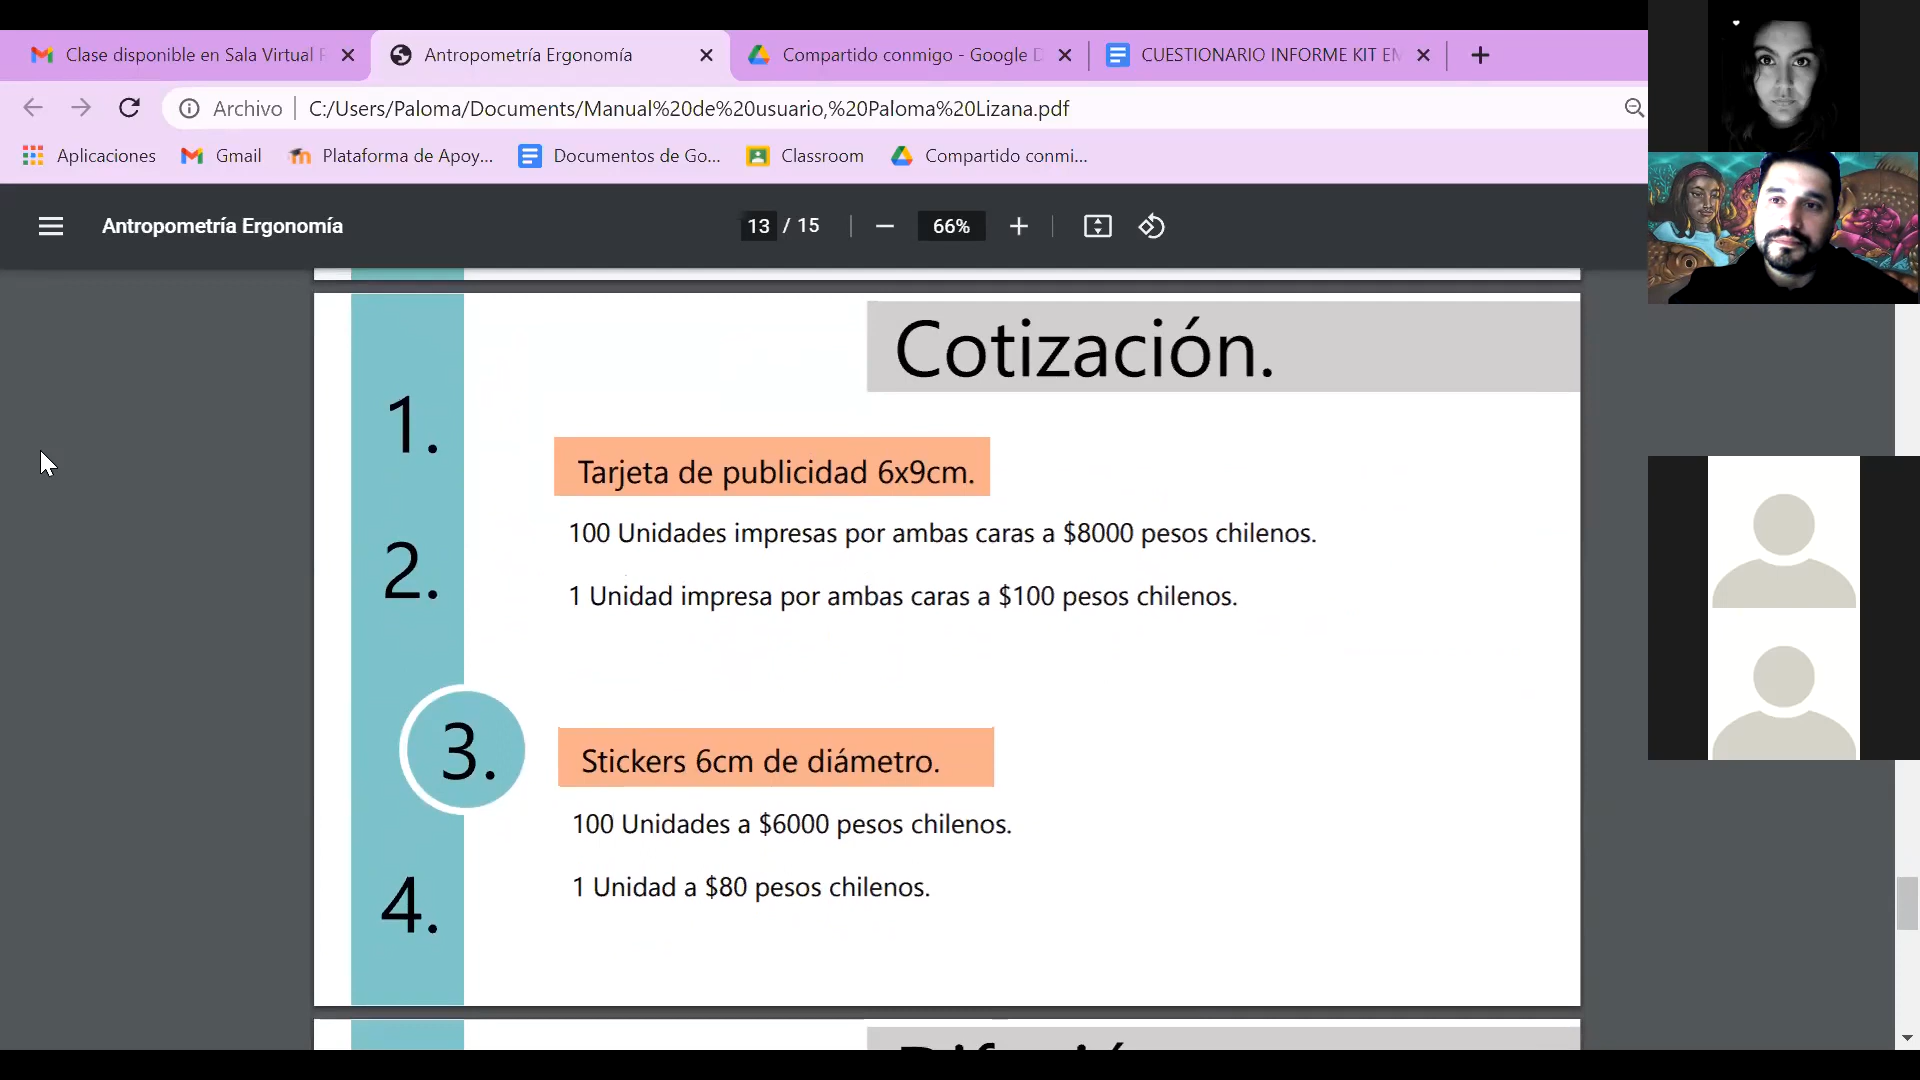 Clase disponible en Sala Virtual
Antropometría Ergonomía
Compartido conmigo - Google
CUESTIONARIO INFORME KIT EM
Archivo
C:/Users/Paloma/Documents/Manual%20de%20usuario,%20Paloma%20Lizana.pdf
Aplicaciones
Gmail
Plataforma de Apoy...
Documentos de Go...
Classroom
Compartido conmi...
Antropometría Ergonomía
13 / 15
66%
Cotización.
1.
Tarjeta de publicidad 6x9cm.
100 Unidades impresas por ambas caras a $8000 pesos chilenos.
2.
1 Unidad impresa por ambas caras a $100 pesos chilenos.
3.
Stickers 6cm de diámetro.
100 Unidades a $6000 pesos chilenos.
1 Unidad a $80 pesos chilenos.
4.